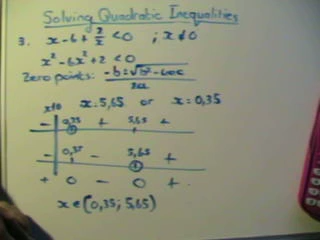 Solving Quadratic Inequalities
3. x - 6 + 2/x < 0 ; x ≠ 0
x² - 6x² + 2 < 0
Zero points: -b ± √b² - 4ac / 2a
x≠0 x = 5,65 or x = 0,35
- 0,35 + 5,65 +
- 0,35 - 5,65 +
+ 0 - 0 + .
x ∈ (0,35 ; 5,65)